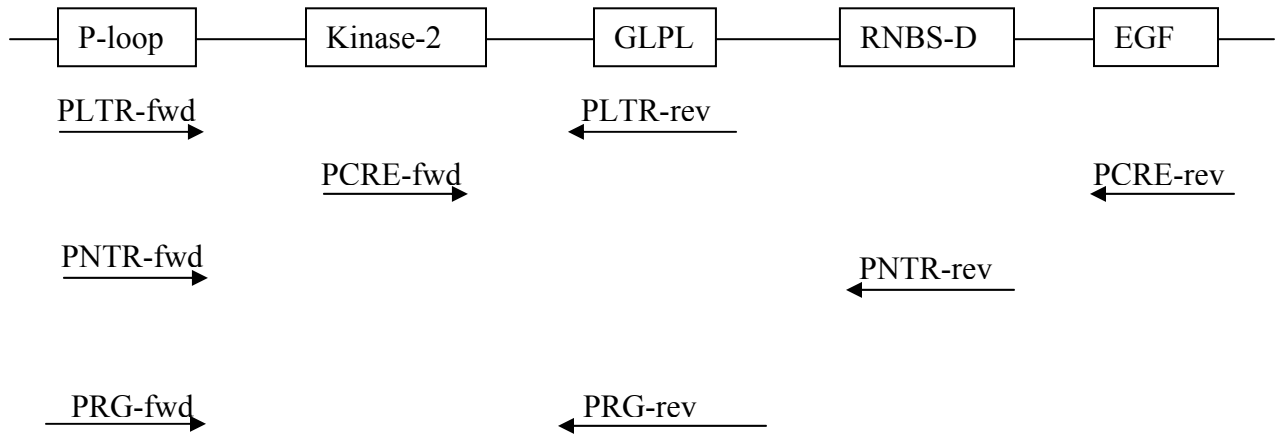 P-loop Kinase-2 GLPL RNBS-D EGF
PLTR-fwd PLTR-rev
PCRE-fwd PCRE-rev
PNTR-fwd PNTR-rev
PRG-fwd PRG-rev